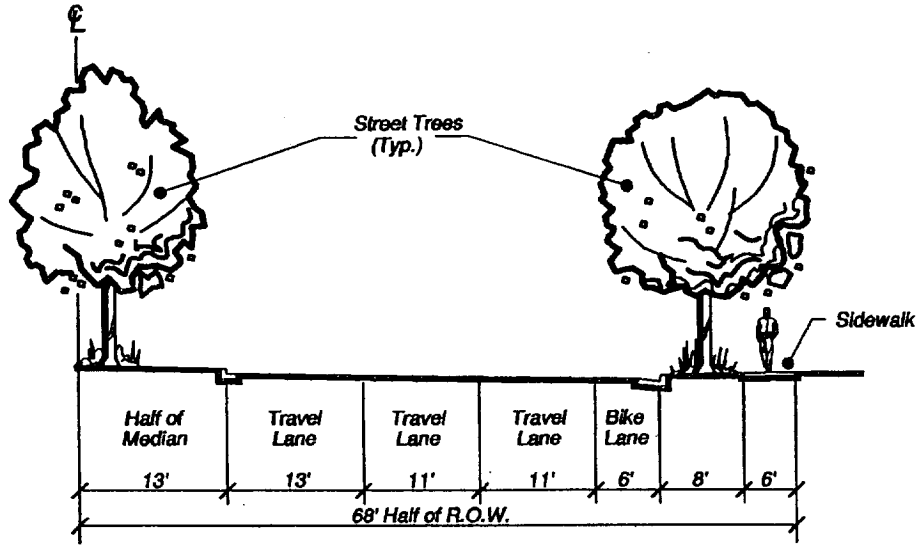 ℄
Street Trees
(Typ.)
Sidewalk
Half of
Median
Travel
Lane
Travel
Lane
Travel
Lane
Bike
Lane
13' 13' 11' 11' 6' 8' 6'
68' Half of R.O.W.